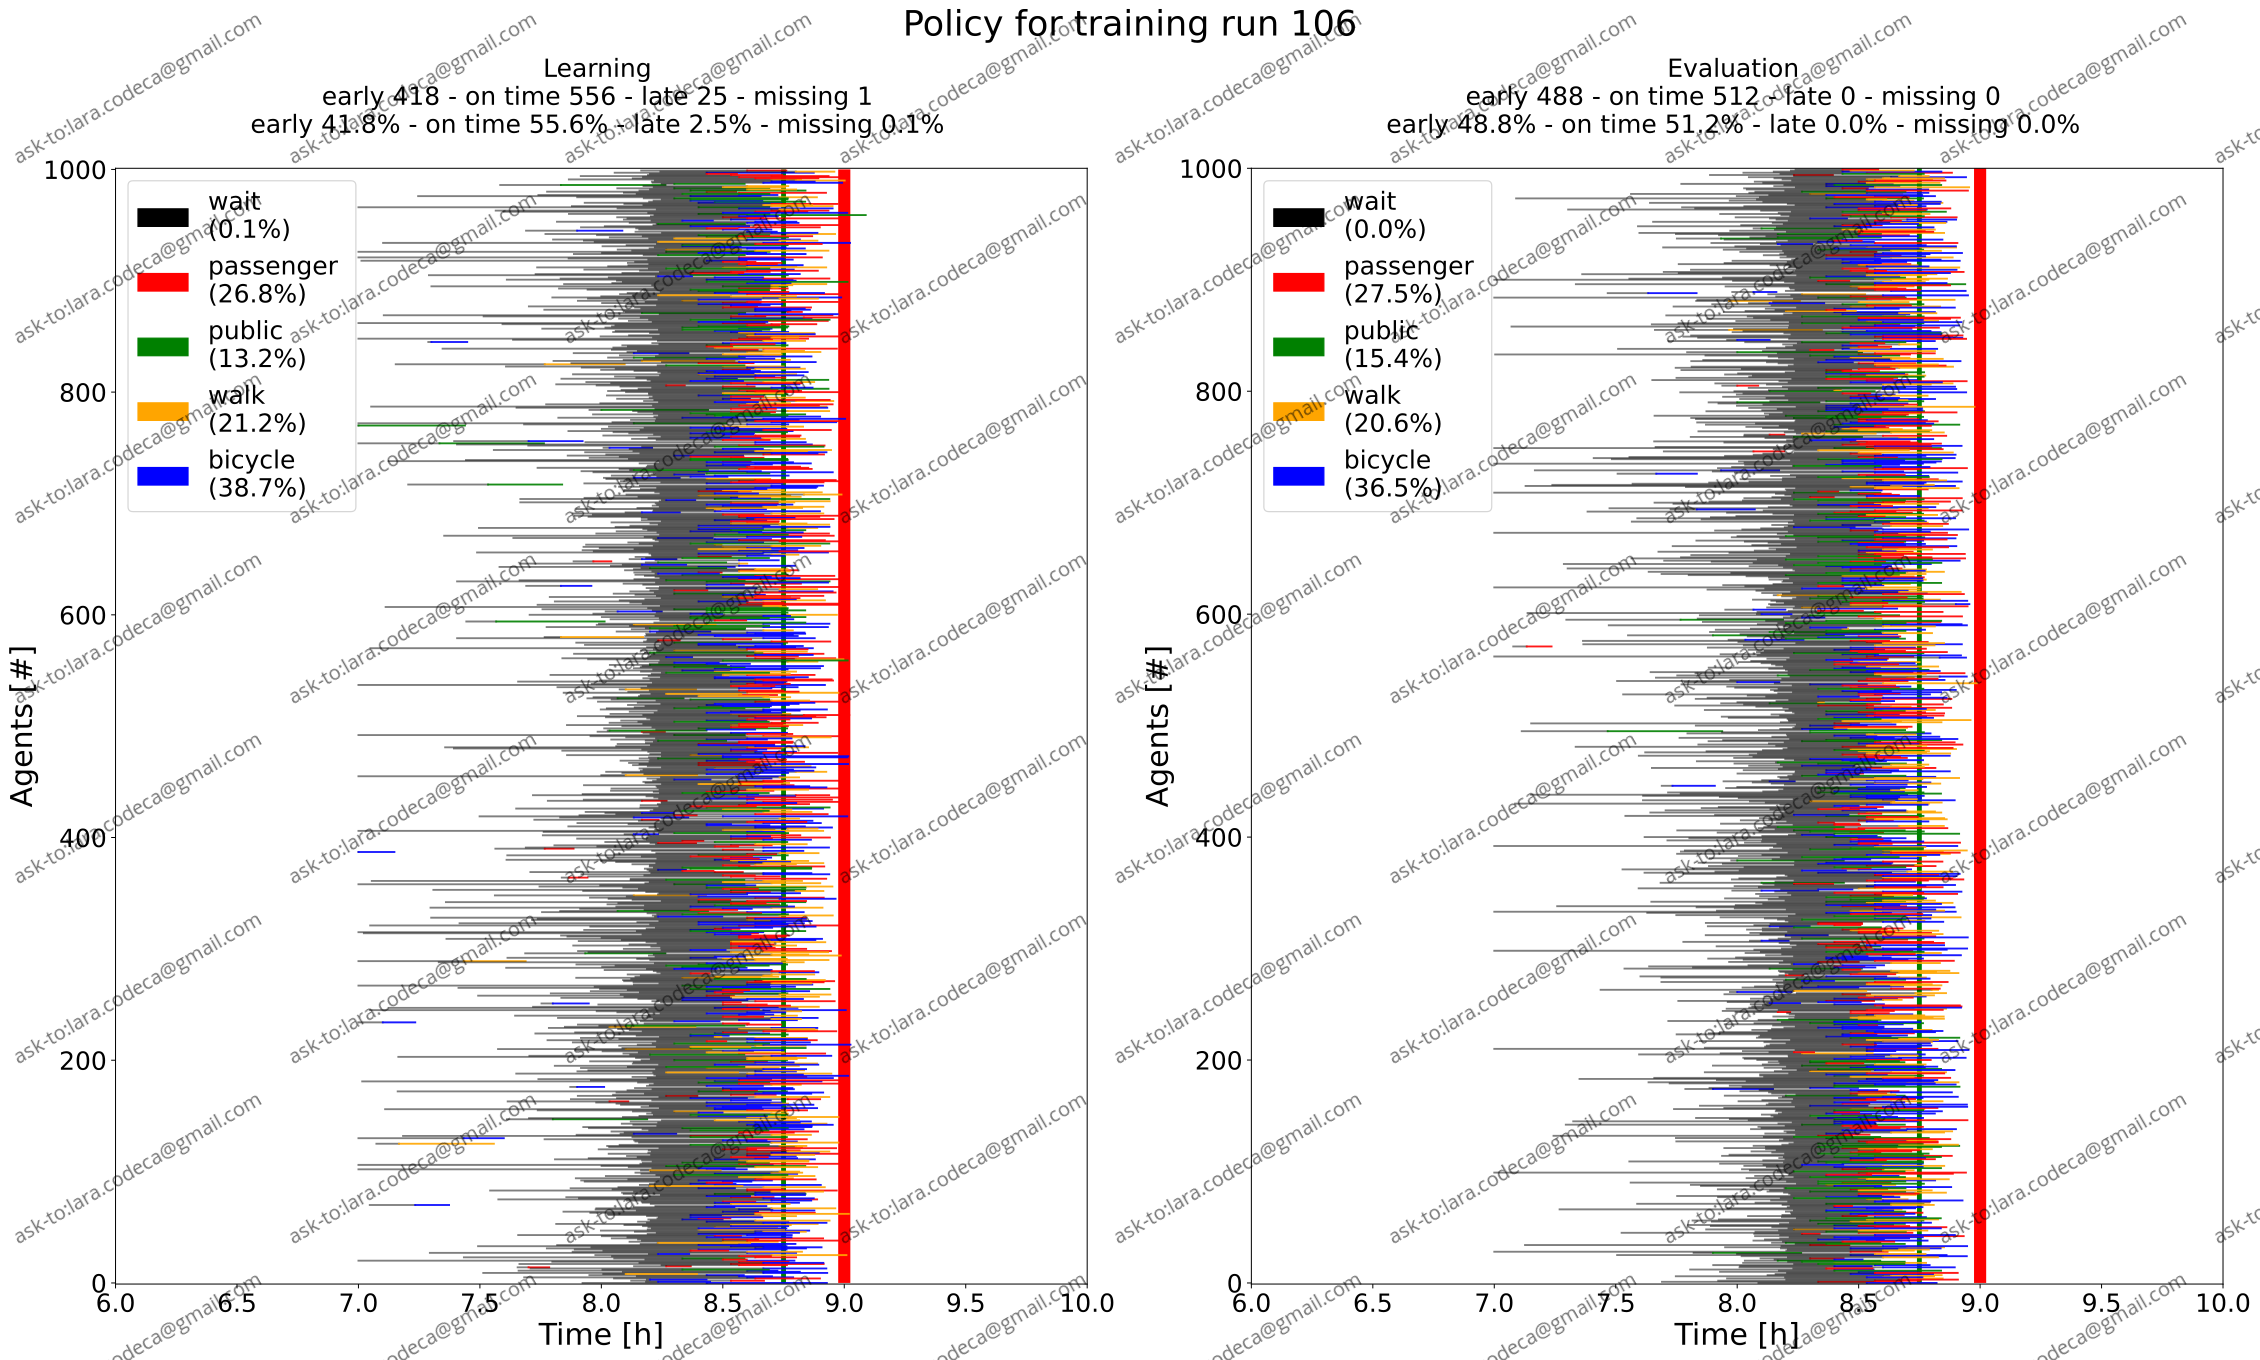 Policy for training run 106
Learning
early 418 - on time 556 - late 25 - missing 1
early 41.8% - on time 55.6% - late 2.5% - missing 0.1%
1000
800
600
400
200
0
Agents [#]
wait
(0.1%)
passenger
(26.8%)
public
(13.2%)
walk
(21.2%)
bicycle
(38.7%)
6.0 6.5 7.0 7.5 8.0 8.5 9.0 9.5 10.0
Time [h]
Evaluation
early 488 - on time 512 - late 0 - missing 0
early 48.8% - on time 51.2% - late 0.0% - missing 0.0%
1000
800
600
400
200
0
Agents [#]
wait
(0.0%)
passenger
(27.5%)
public
(15.4%)
walk
(20.6%)
bicycle
(36.5%)
6.0 6.5 7.0 7.5 8.0 8.5 9.0 9.5 10.0
Time [h]
ask-to:lara.codeca@gmail.com